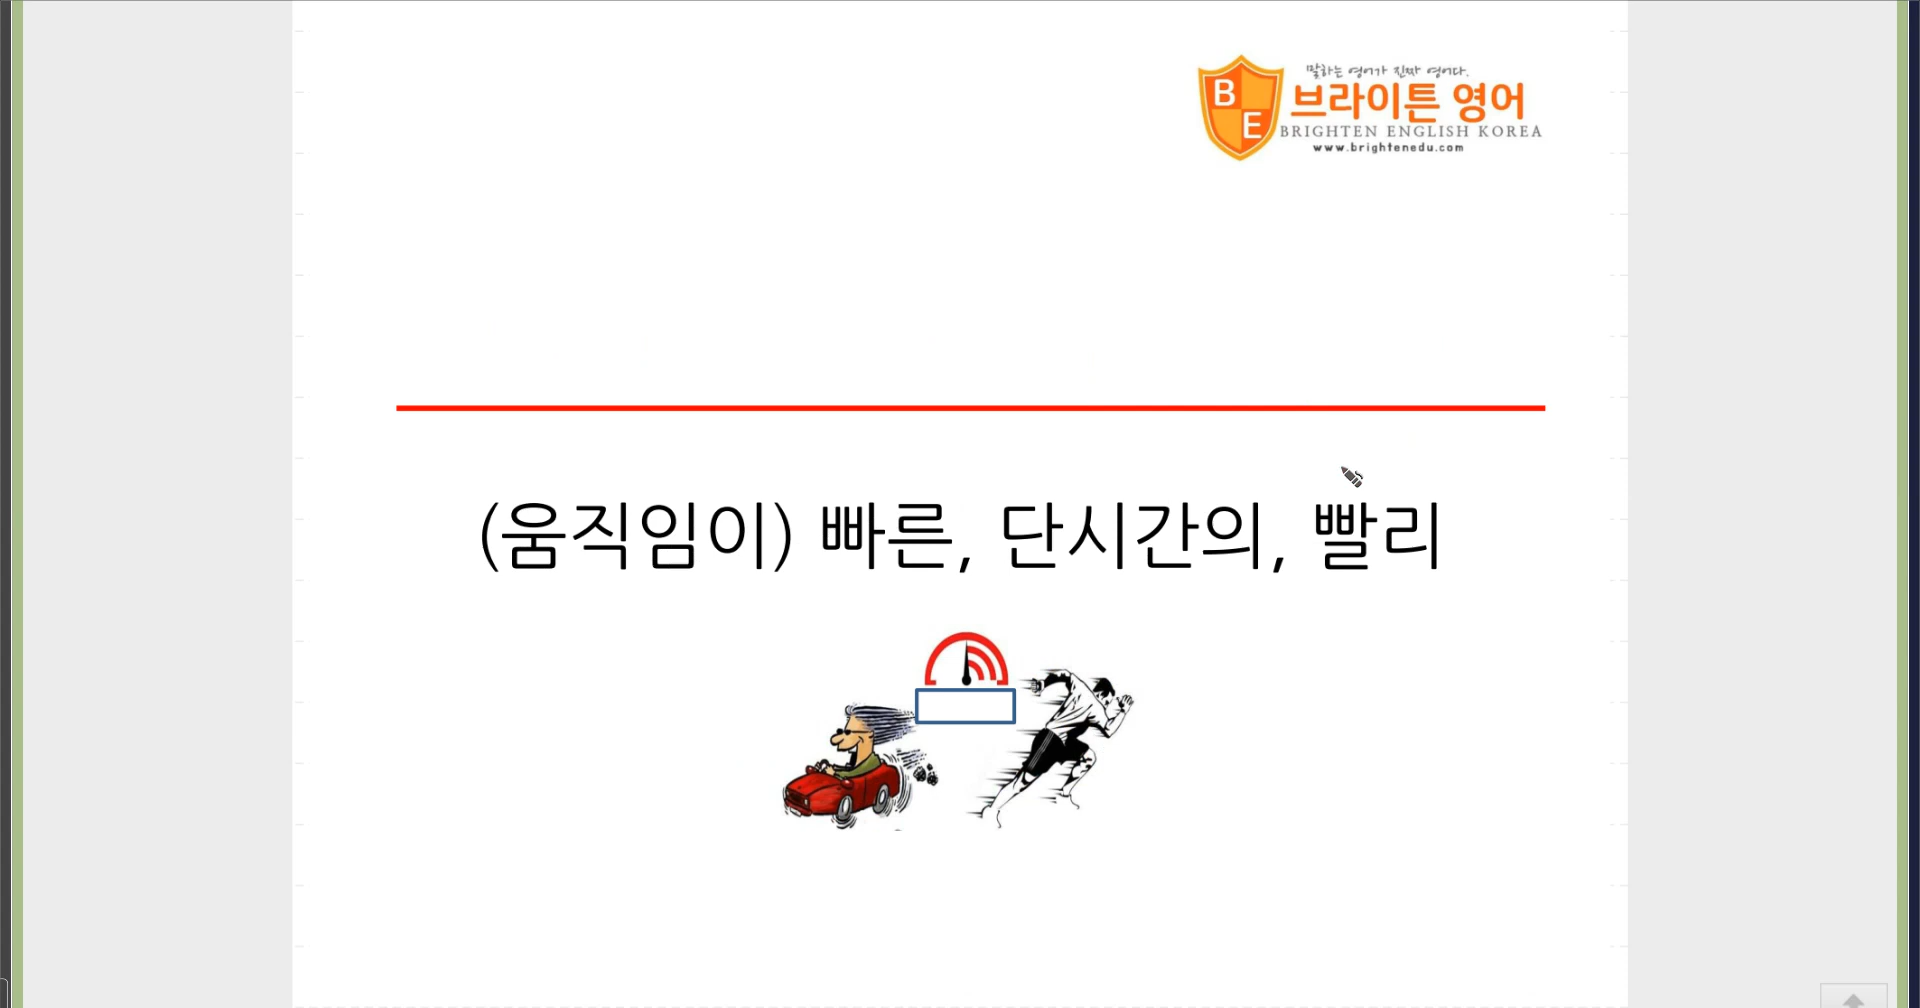 말하는 영어가 진짜 영어다.
B
E
브라이튼 영어
BRIGHTEN ENGLISH KOREA
www.brightenedu.com
(움직임이) 빠른, 단시간의, 빨리